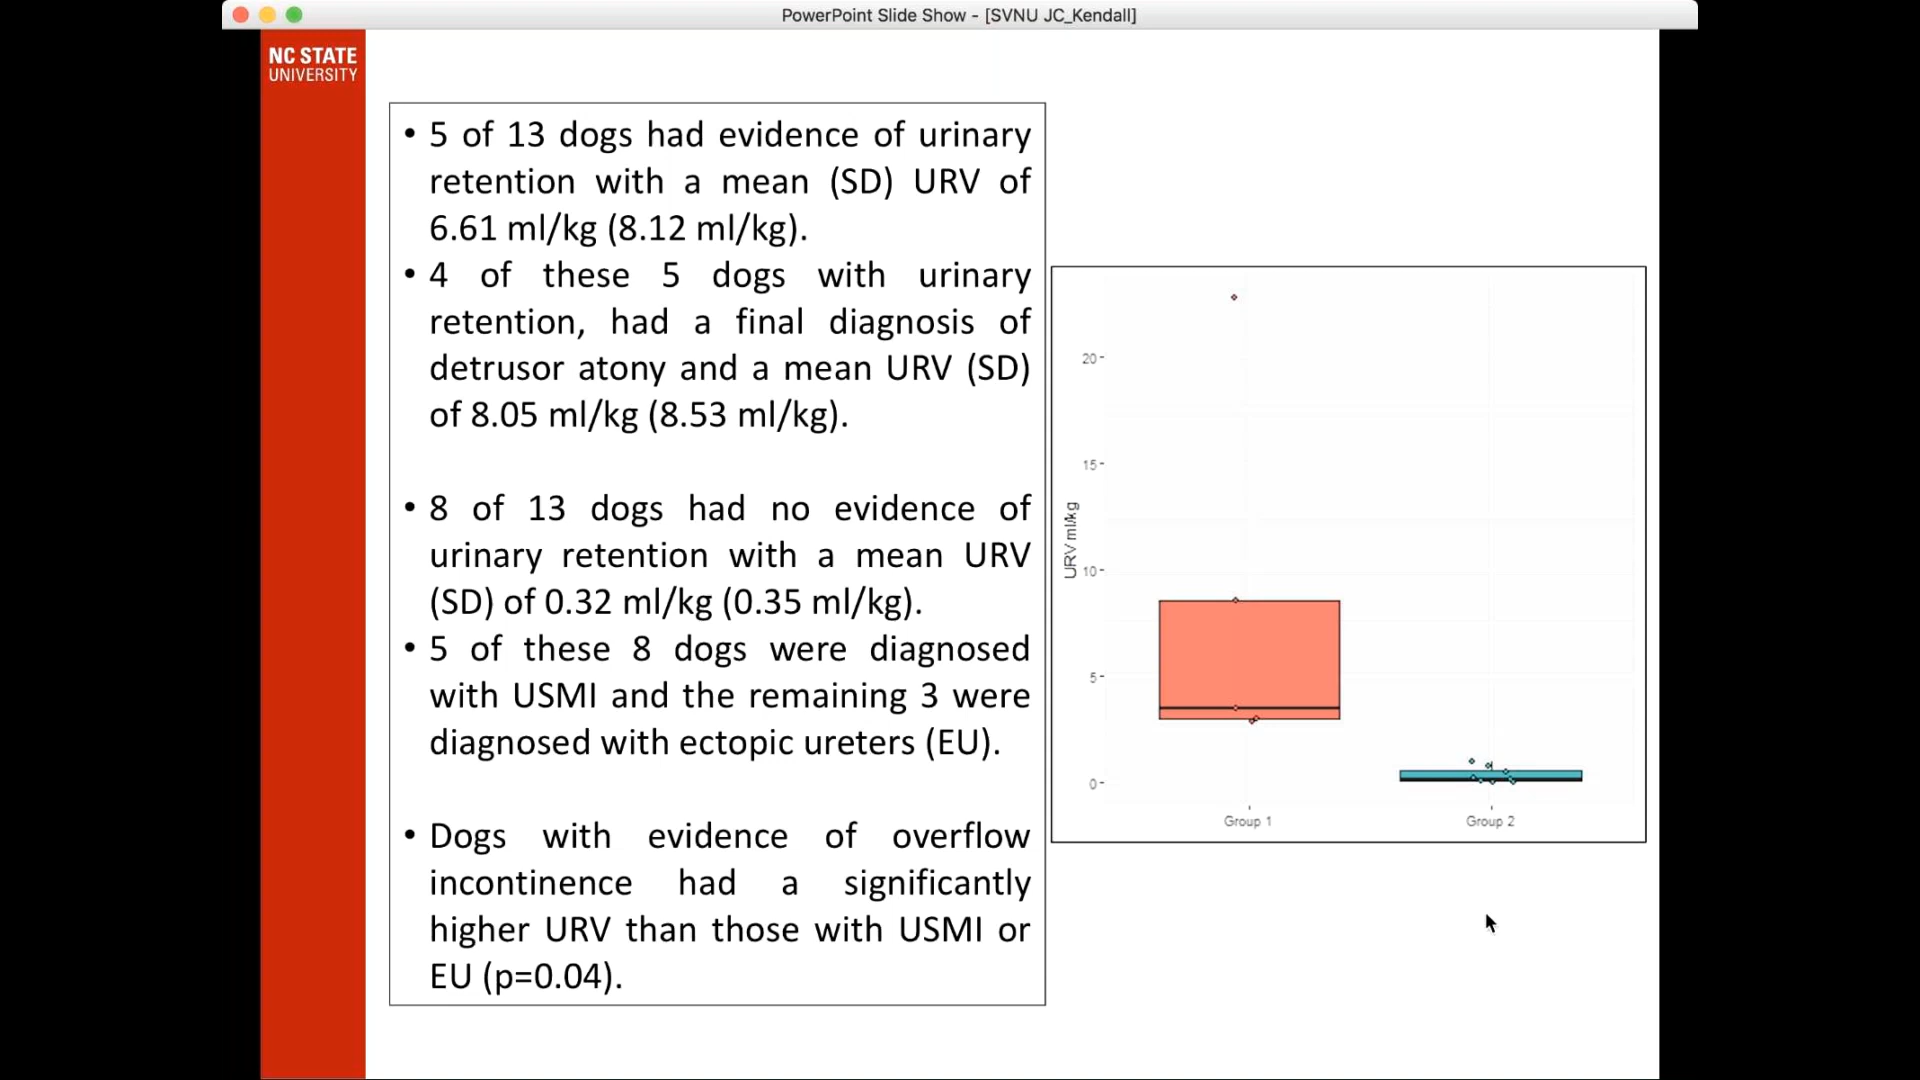 PowerPoint Slide Show - [SVNU JC_Kendall]
NC STATE
UNIVERSITY
• 5 of 13 dogs had evidence of urinary
retention with a mean (SD) URV of
6.61 ml/kg (8.12 ml/kg).
• 4 of these 5 dogs with urinary
retention, had a final diagnosis of
detrusor atony and a mean URV (SD)
of 8.05 ml/kg (8.53 ml/kg).
• 8 of 13 dogs had no evidence of
urinary retention with a mean URV
(SD) of 0.32 ml/kg (0.35 ml/kg).
• 5 of these 8 dogs were diagnosed
with USMI and the remaining 3 were
diagnosed with ectopic ureters (EU).
• Dogs with evidence of overflow
incontinence had a significantly
higher URV than those with USMI or
EU (p=0.04).
URV ml/kg
20
15
10
5
0
Group 1
Group 2